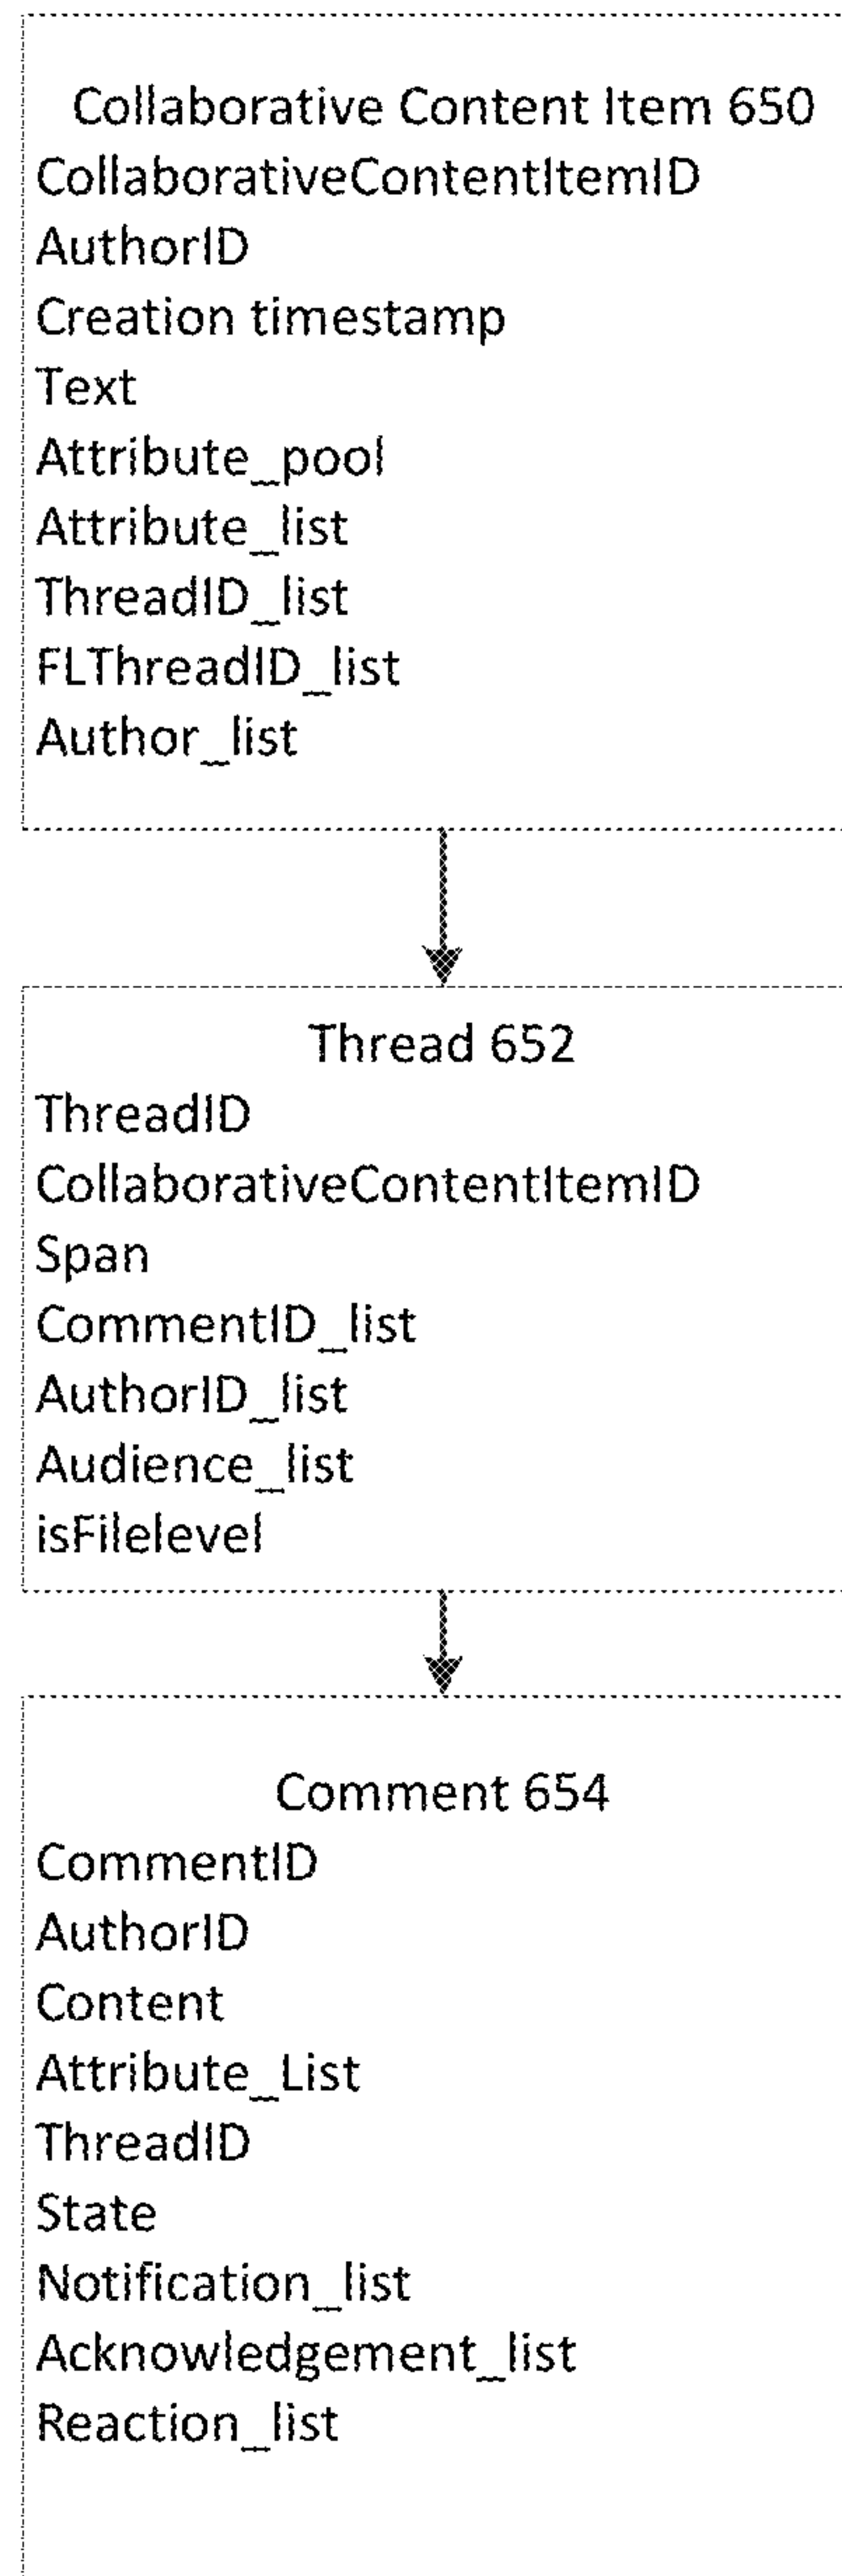 Collaborative Content Item 650
CollaborativeContentItemID
AuthorID
Creation timestamp
Text
Attribute_pool
Attribute_list
ThreadID_list
FLThreadID_list
Author_list
Thread 652
ThreadID
CollaborativeContentItemID
Span
CommentID_list
AuthorID_list
Audience_list
isFilelevel
Comment 654
CommentID
AuthorID
Content
Attribute_List
ThreadID
State
Notification_list
Acknowledgement_list
Reaction_list